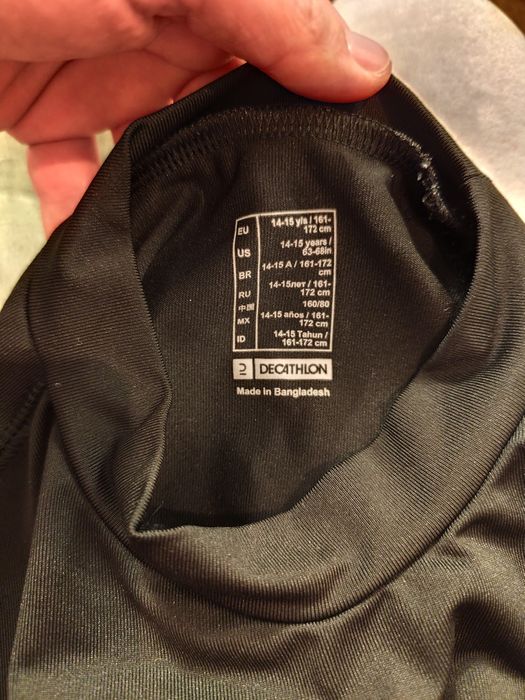 EU 14-15 yls / 161-
172 cm
US 14-15 years /
63-68in
BR 14-15 A / 161-172
cm
RU 14-15лет / 161-
172 cm
中国 160/80
MX 14-15 años / 161-
172 cm
ID 14-15 Tahun /
161-172 cm
DECATHLON
Made in Bangladesh